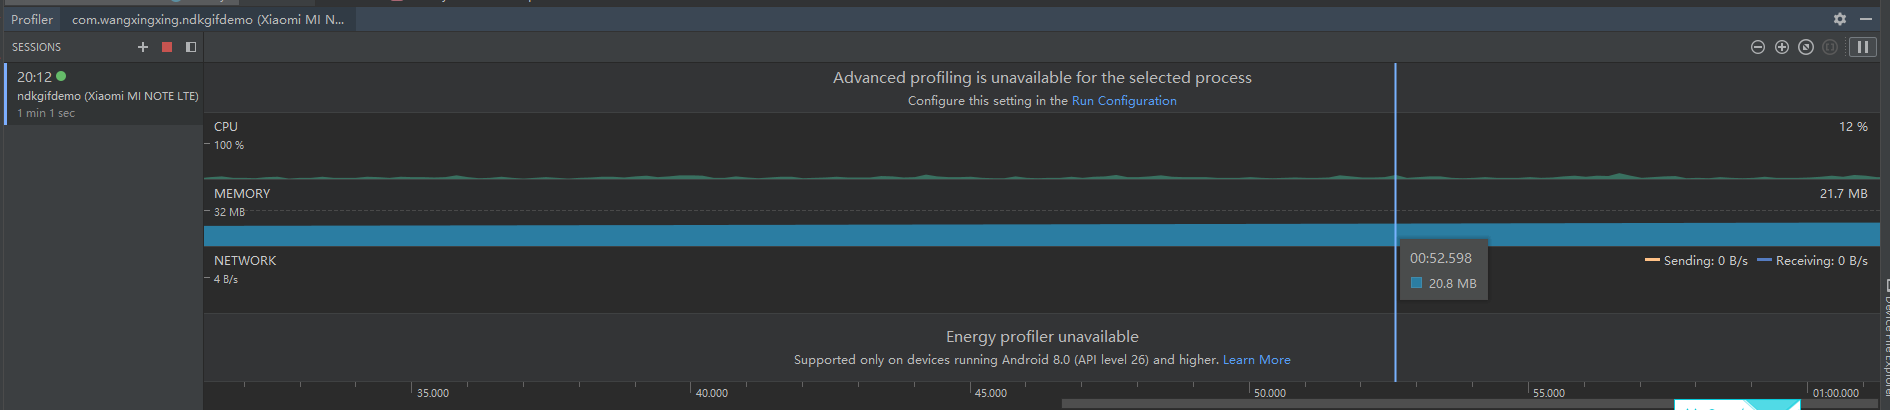 Profiler com.wangxingxing.ndkgifdemo (Xiaomi MI N...
SESSIONS
20:12
ndkgifdemo (Xiaomi MI NOTE LTE)
1 min 1 sec
Advanced profiling is unavailable for the selected process
Configure this setting in the Run Configuration
CPU 12 %
100 %
MEMORY 21.7 MB
32 MB
NETWORK Sending: 0 B/s Receiving: 0 B/s
4 B/s
00:52.598
20.8 MB
Energy profiler unavailable
Supported only on devices running Android 8.0 (API level 26) and higher. Learn More
35.000 40.000 45.000 50.000 55.000 01:00.000
Device File Explorer